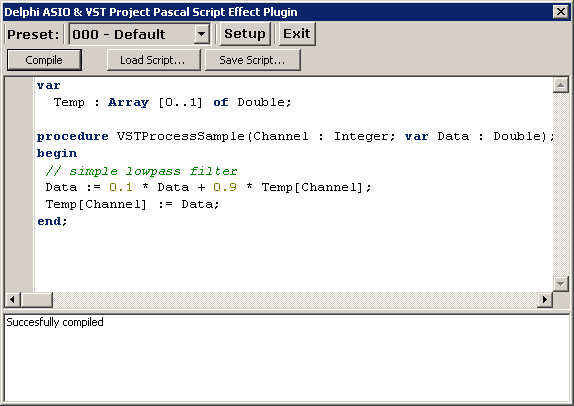 Delphi ASIO & VST Project Pascal Script Effect Plugin
Preset: 000 - Default Setup Exit
Compile Load Script... Save Script...
var
Temp : Array [0..1] of Double;
procedure VSTProcessSample(Channel : Integer; var Data : Double);
begin
// simple lowpass filter
Data := 0.1 * Data + 0.9 * Temp[Channel];
Temp[Channel] := Data;
end;
Succesfully compiled